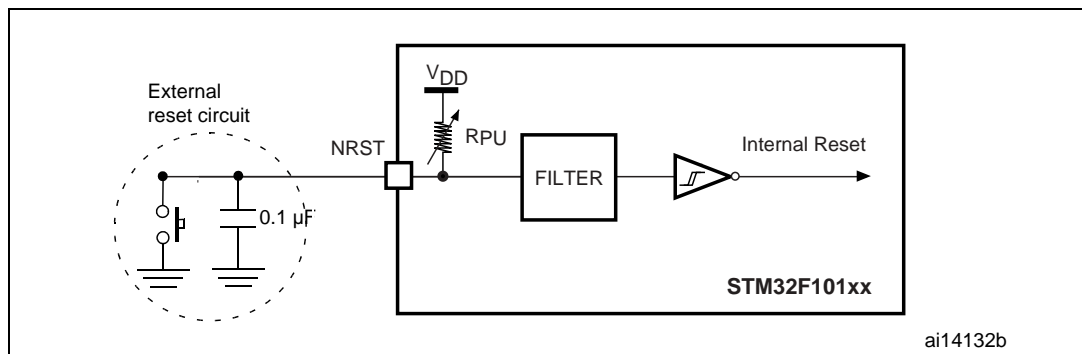 External
reset circuit
VDD
RPU
NRST
FILTER
Internal Reset
0.1 µF
STM32F101xx
ai14132b